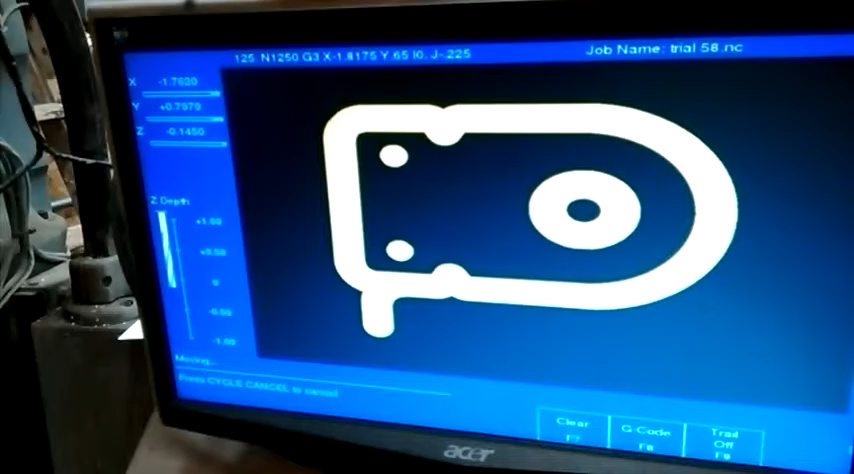 125 N1250 G3 X-1.8175 Y.65 I0. J-.225
Job Name: trial 58.nc
X -1.7620
Y +0.7970
Z -0.1450
Z Depth
+1.00
+0.50
0
-0.50
-1.00
Moving...
Press CYCLE CANCEL to cancel
Clear
F7
G Code
F8
Trail
Off
F9
acer